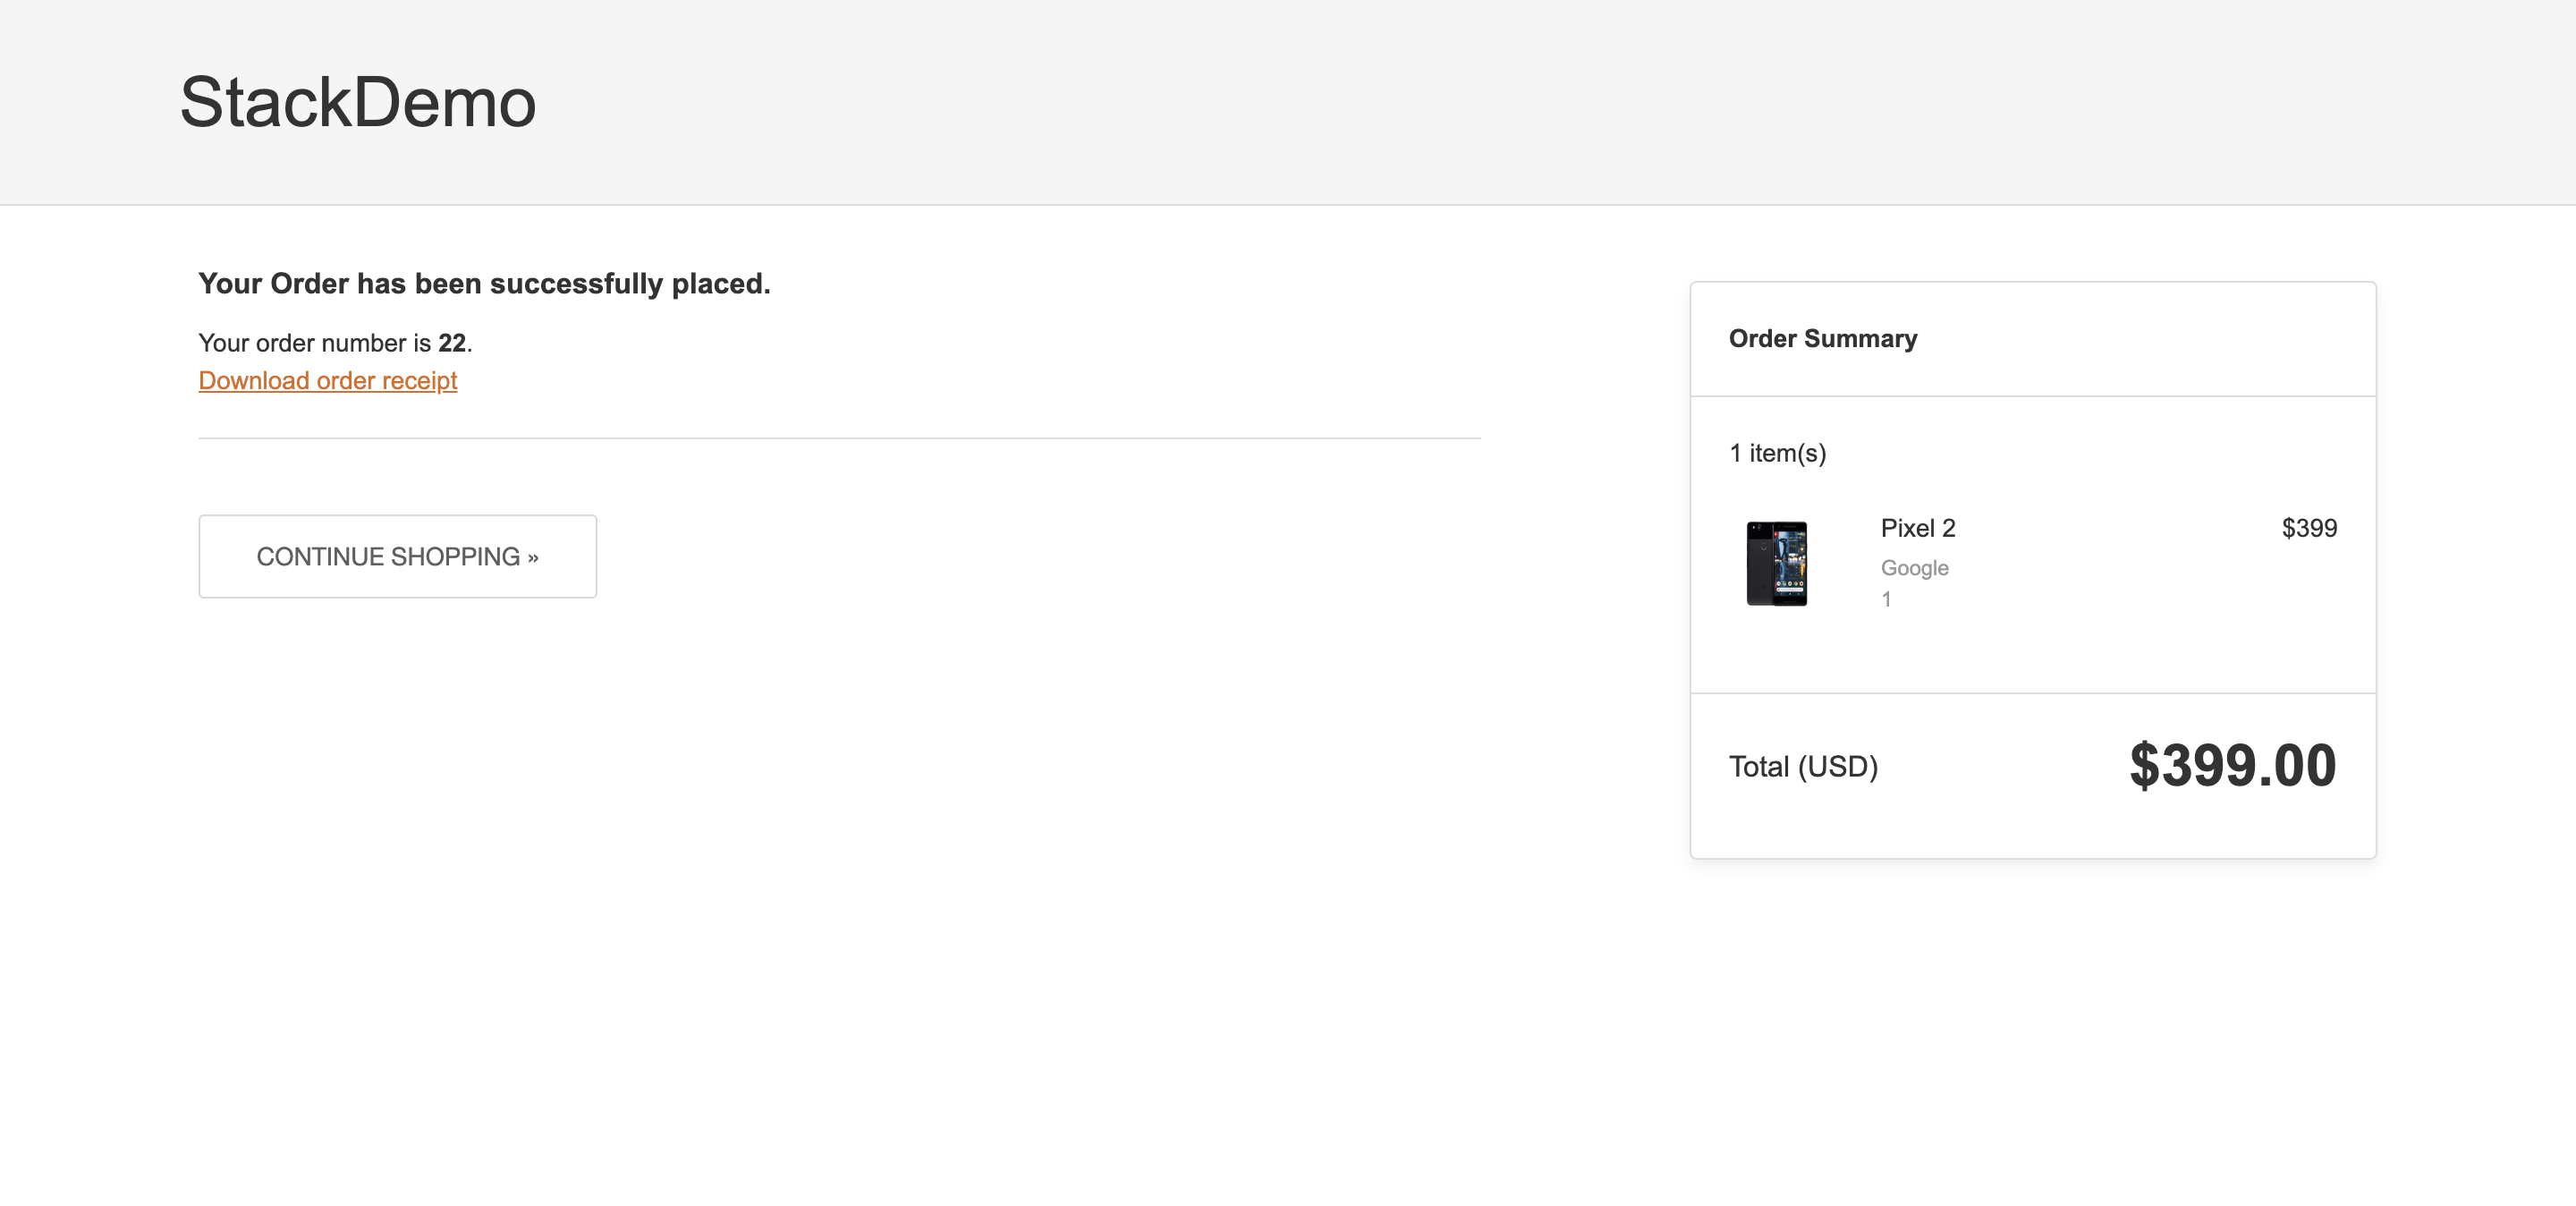 StackDemo
Your Order has been successfully placed.
Your order number is 22.
Download order receipt
CONTINUE SHOPPING »
Order Summary
1 item(s)
Pixel 2
$399
Google
1
Total (USD)
$399.00